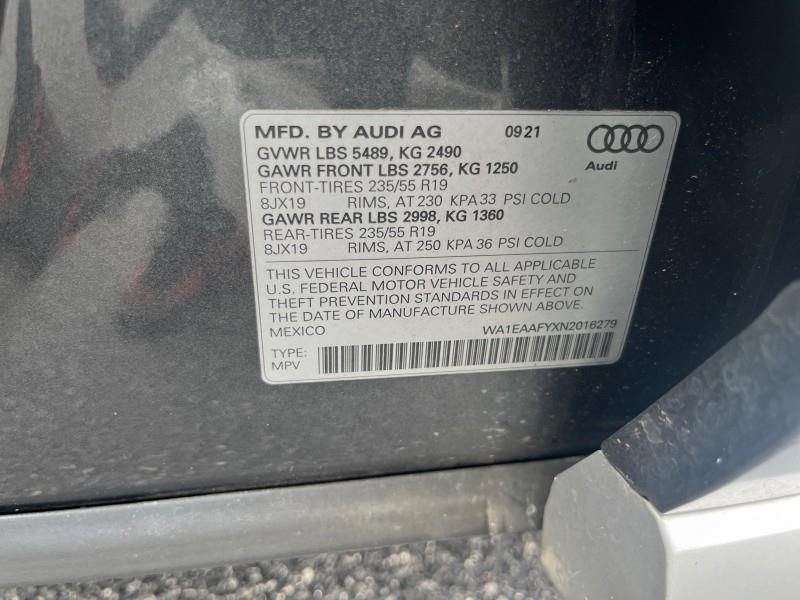 MFD. BY AUDI AG 09 21
GVWR LBS 5489, KG 2490
GAWR FRONT LBS 2756, KG 1250
FRONT-TIRES 235/55 R19
8JX19 RIMS, AT 230 KPA 33 PSI COLD
GAWR REAR LBS 2998, KG 1360
REAR-TIRES 235/55 R19
8JX19 RIMS, AT 250 KPA 36 PSI COLD
Audi
THIS VEHICLE CONFORMS TO ALL APPLICABLE
U.S. FEDERAL MOTOR VEHICLE SAFETY AND
THEFT PREVENTION STANDARDS IN EFFECT ON
THE DATE OF MANUFACTURE SHOWN ABOVE.
MEXICO WA1EAAFYXN2016279
TYPE:
MPV